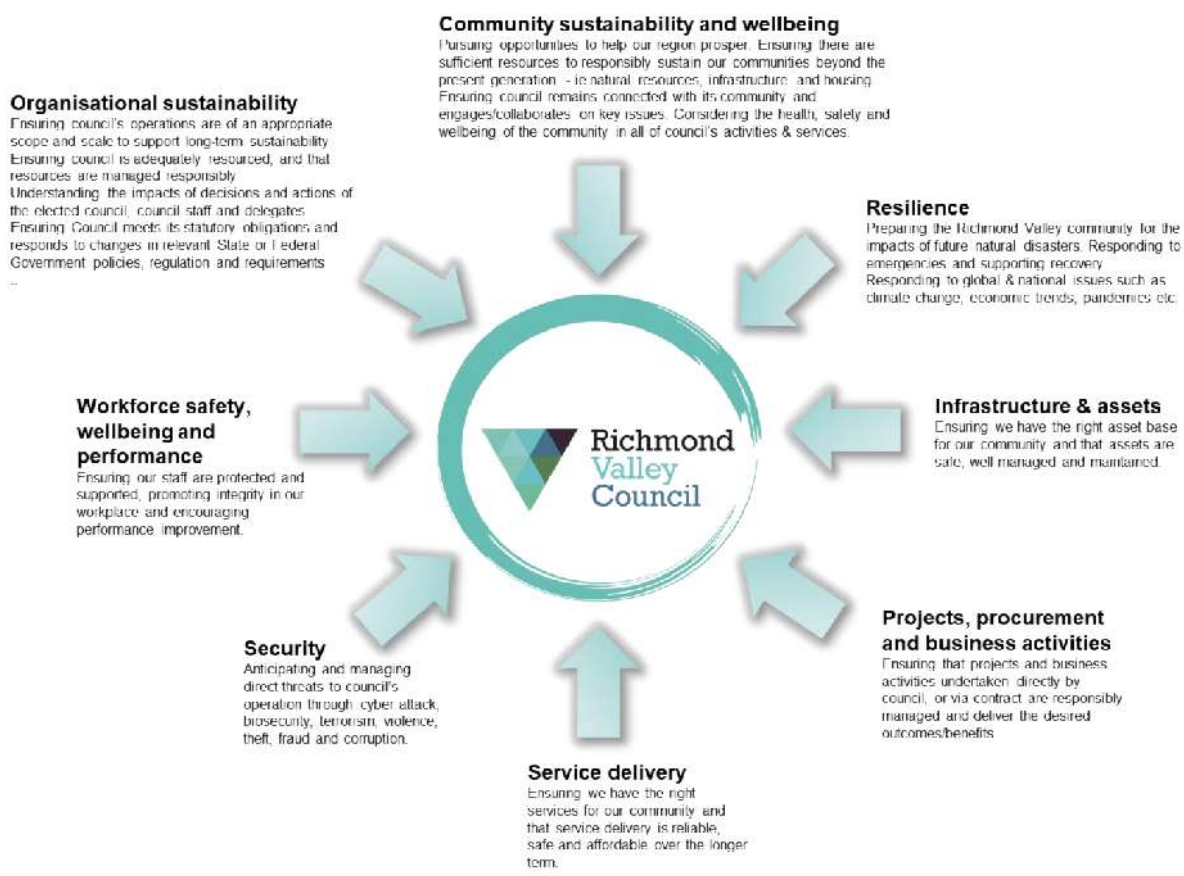 Community sustainability and wellbeing
Pursuing opportunities to help our region prosper. Ensuring there are
sufficient resources to responsibly sustain our communities beyond the
present generation - ie natural resources, infrastructure and housing
Ensuring council remains connected with its community and
engages/collaborates on key issues. Considering the health, safety and
wellbeing of the community in all of council's activities & services.
Organisational sustainability
Ensuring council's operations are of an appropriate
scope and scale to support long-term sustainability
Ensuring council is adequately resourced, and that
resources are managed responsibly
Understanding the impacts of decisions and actions of
the elected council, council staff and delegates
Ensuring Council meets its statutory obligations and
responds to changes in relevant State or Federal
Government policies, regulation and requirements
..
Resilience
Preparing the Richmond Valley community for the
impacts of future natural disasters. Responding to
emergencies and supporting recovery
Responding to global & national issues such as
climate change, economic trends, pandemics etc.
Workforce safety,
wellbeing and
performance
Ensuring our staff are protected and
supported, promoting integrity in our
workplace and encouraging
performance improvement.
Richmond
Valley
Council
Infrastructure & assets
Ensuring we have the right asset base
for our community and that assets are
safe, well managed and maintained.
Security
Anticipating and managing
direct threats to council's
operation through cyber attack,
biosecurity, terrorism, violence,
theft, fraud and corruption.
Projects, procurement
and business activities
Ensuring that projects and business
activities undertaken directly by
council, or via contract are responsibly
managed and deliver the desired
outcomes/benefits
Service delivery
Ensuring we have the right
services for our community and
that service delivery is reliable,
safe and affordable over the longer
term.